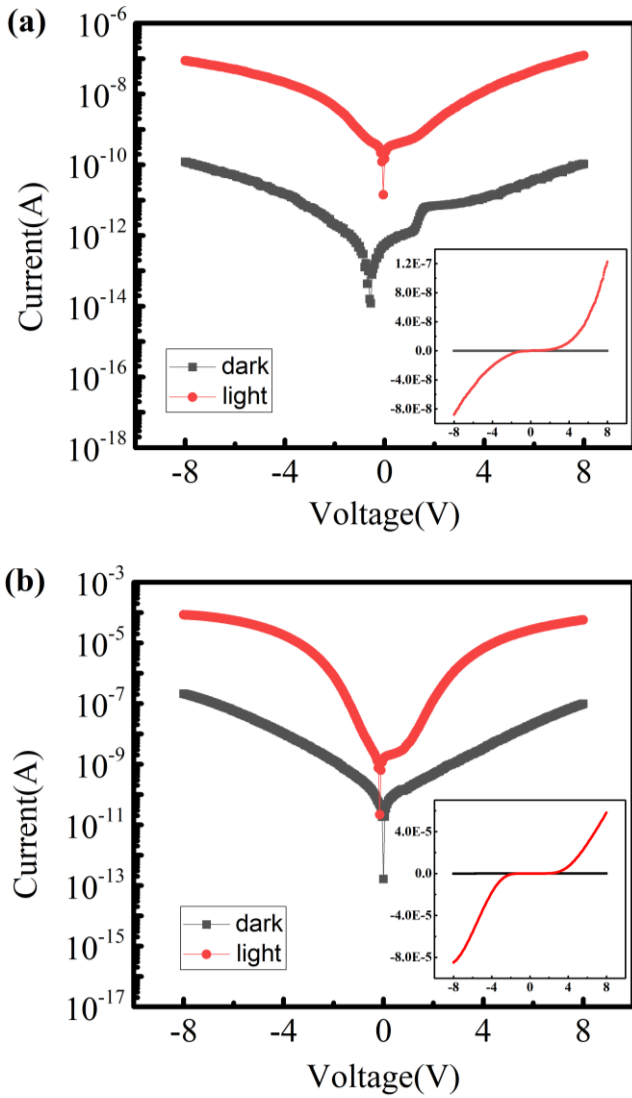 (a)
10^-6
10^-8
10^-10
10^-12
10^-14
10^-16
10^-18
Current(A)
dark
light
-8 -4 0 4 8
Voltage(V)
1.2E-7
8.0E-8
4.0E-8
0.0
-4.0E-8
-8.0E-8
-8 -4 0 4 8
(b)
10^-3
10^-5
10^-7
10^-9
10^-11
10^-13
10^-15
10^-17
Current(A)
dark
light
-8 -4 0 4 8
Voltage(V)
4.0E-5
0.0
-4.0E-5
-8.0E-5
-8 -4 0 4 8